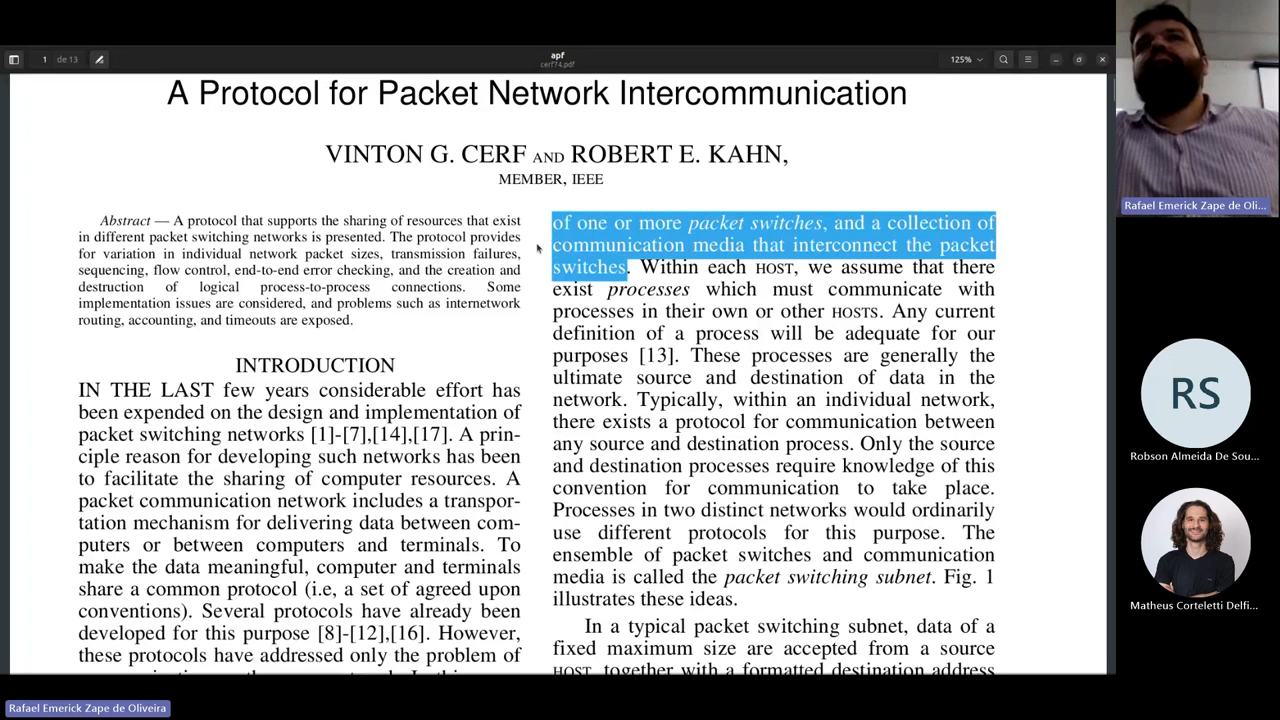 1 de 13
apf
cerf74.pdf
125%
A Protocol for Packet Network Intercommunication
VINTON G. CERF AND ROBERT E. KAHN,
MEMBER, IEEE
Abstract — A protocol that supports the sharing of resources that exist
in different packet switching networks is presented. The protocol provides
for variation in individual network packet sizes, transmission failures,
sequencing, flow control, end-to-end error checking, and the creation and
destruction of logical process-to-process connections. Some
implementation issues are considered, and problems such as internetwork
routing, accounting, and timeouts are exposed.
INTRODUCTION
IN THE LAST few years considerable effort has
been expended on the design and implementation of
packet switching networks [1]-[7],[14],[17]. A prin-
ciple reason for developing such networks has been
to facilitate the sharing of computer resources. A
packet communication network includes a transpor-
tation mechanism for delivering data between com-
puters or between computers and terminals. To
make the data meaningful, computer and terminals
share a common protocol (i.e, a set of agreed upon
conventions). Several protocols have already been
developed for this purpose [8]-[12],[16]. However,
these protocols have addressed only the problem of
of one or more packet switches, and a collection of
communication media that interconnect the packet
switches. Within each HOST, we assume that there
exist processes which must communicate with
processes in their own or other HOSTS. Any current
definition of a process will be adequate for our
purposes [13]. These processes are generally the
ultimate source and destination of data in the
network. Typically, within an individual network,
there exists a protocol for communication between
any source and destination process. Only the source
and destination processes require knowledge of this
convention for communication to take place.
Processes in two distinct networks would ordinarily
use different protocols for this purpose. The
ensemble of packet switches and communication
media is called the packet switching subnet. Fig. 1
illustrates these ideas.
In a typical packet switching subnet, data of a
fixed maximum size are accepted from a source
HOST, together with a formatted destination address
Rafael Emerick Zape de Oli...
RS
Robson Almeida De Sou...
Matheus Corteletti Delfi...
Rafael Emerick Zape de Oliveira